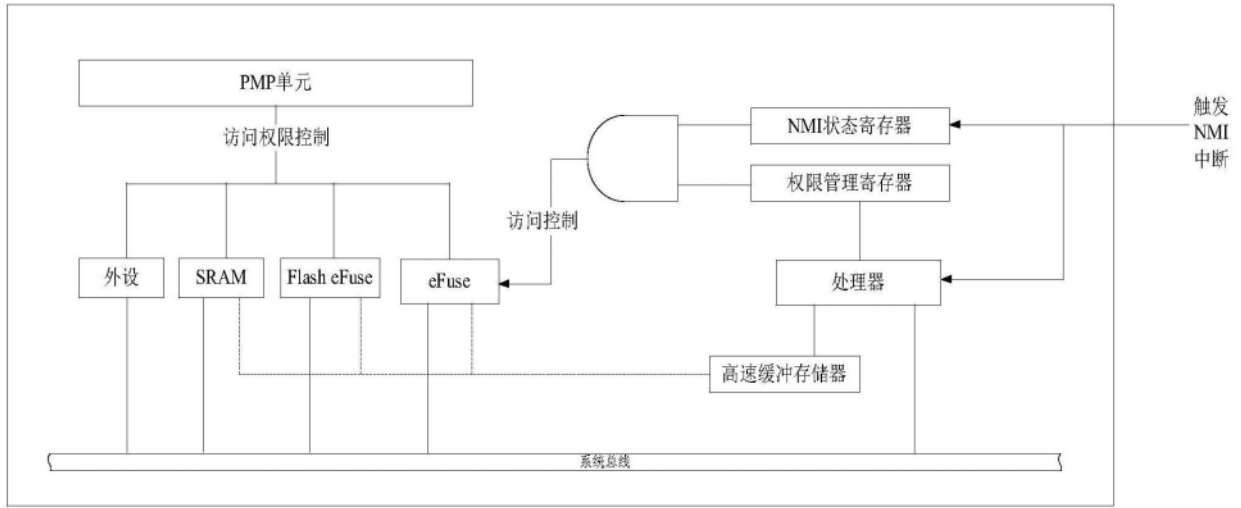 PMP单元
访问权限控制
NMI状态寄存器
触发
NMI
中断
权限管理寄存器
访问控制
外设
SRAM
Flash eFuse
eFuse
处理器
高速缓冲存储器
系统总线